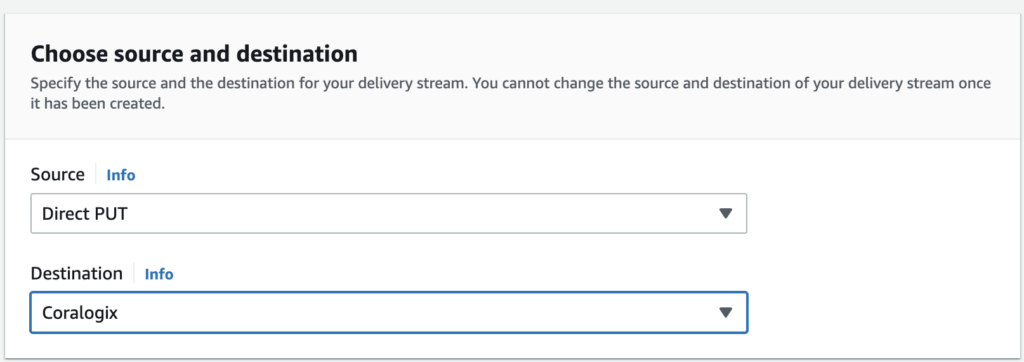 Choose source and destination
Specify the source and the destination for your delivery stream. You cannot change the source and destination of your delivery stream once
it has been created.
Source Info
Direct PUT
Destination Info
Coralogix